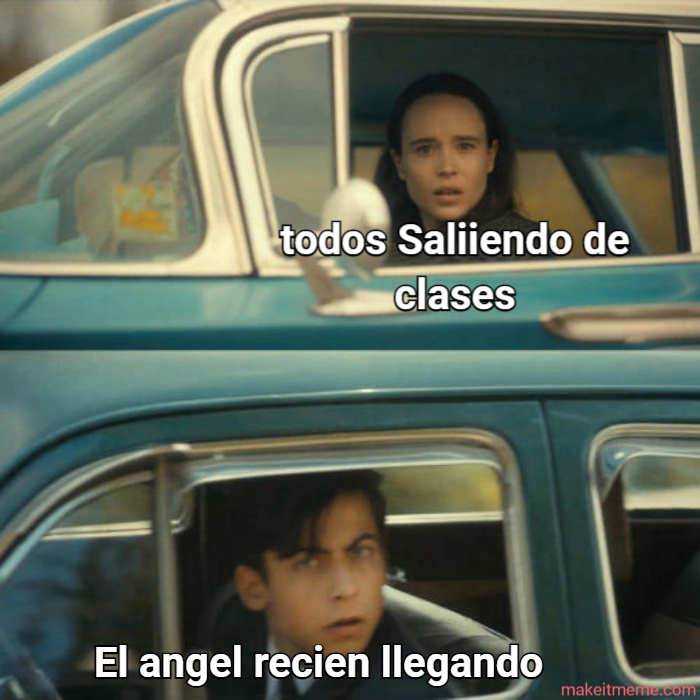 todos Saliiendo de
clases
El angel recien llegando
makeitmeme.com